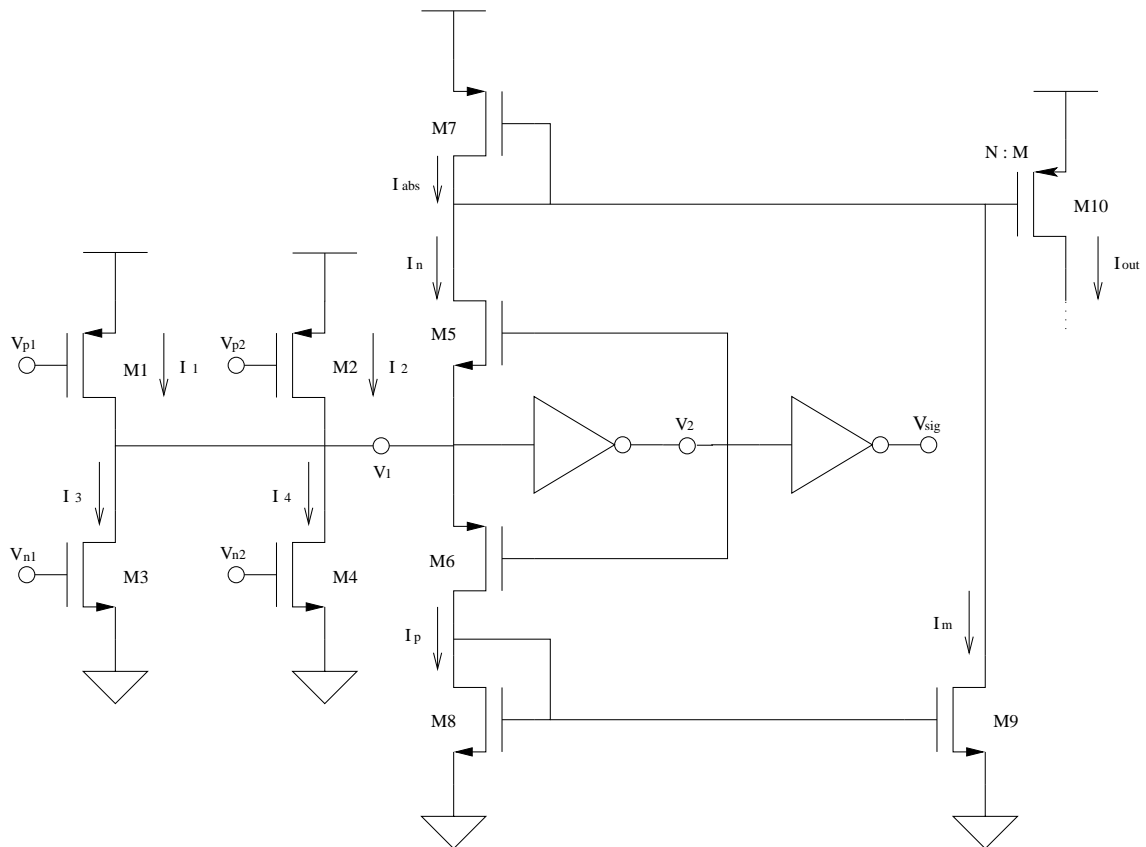 M7
N : M
I abs
M10
I n
I out
V p1
M1
I 1
V p2
M2
I 2
M5
V 1
V 2
V sig
I 3
I 4
V n1
M3
V n2
M4
M6
I p
I m
M8
M9